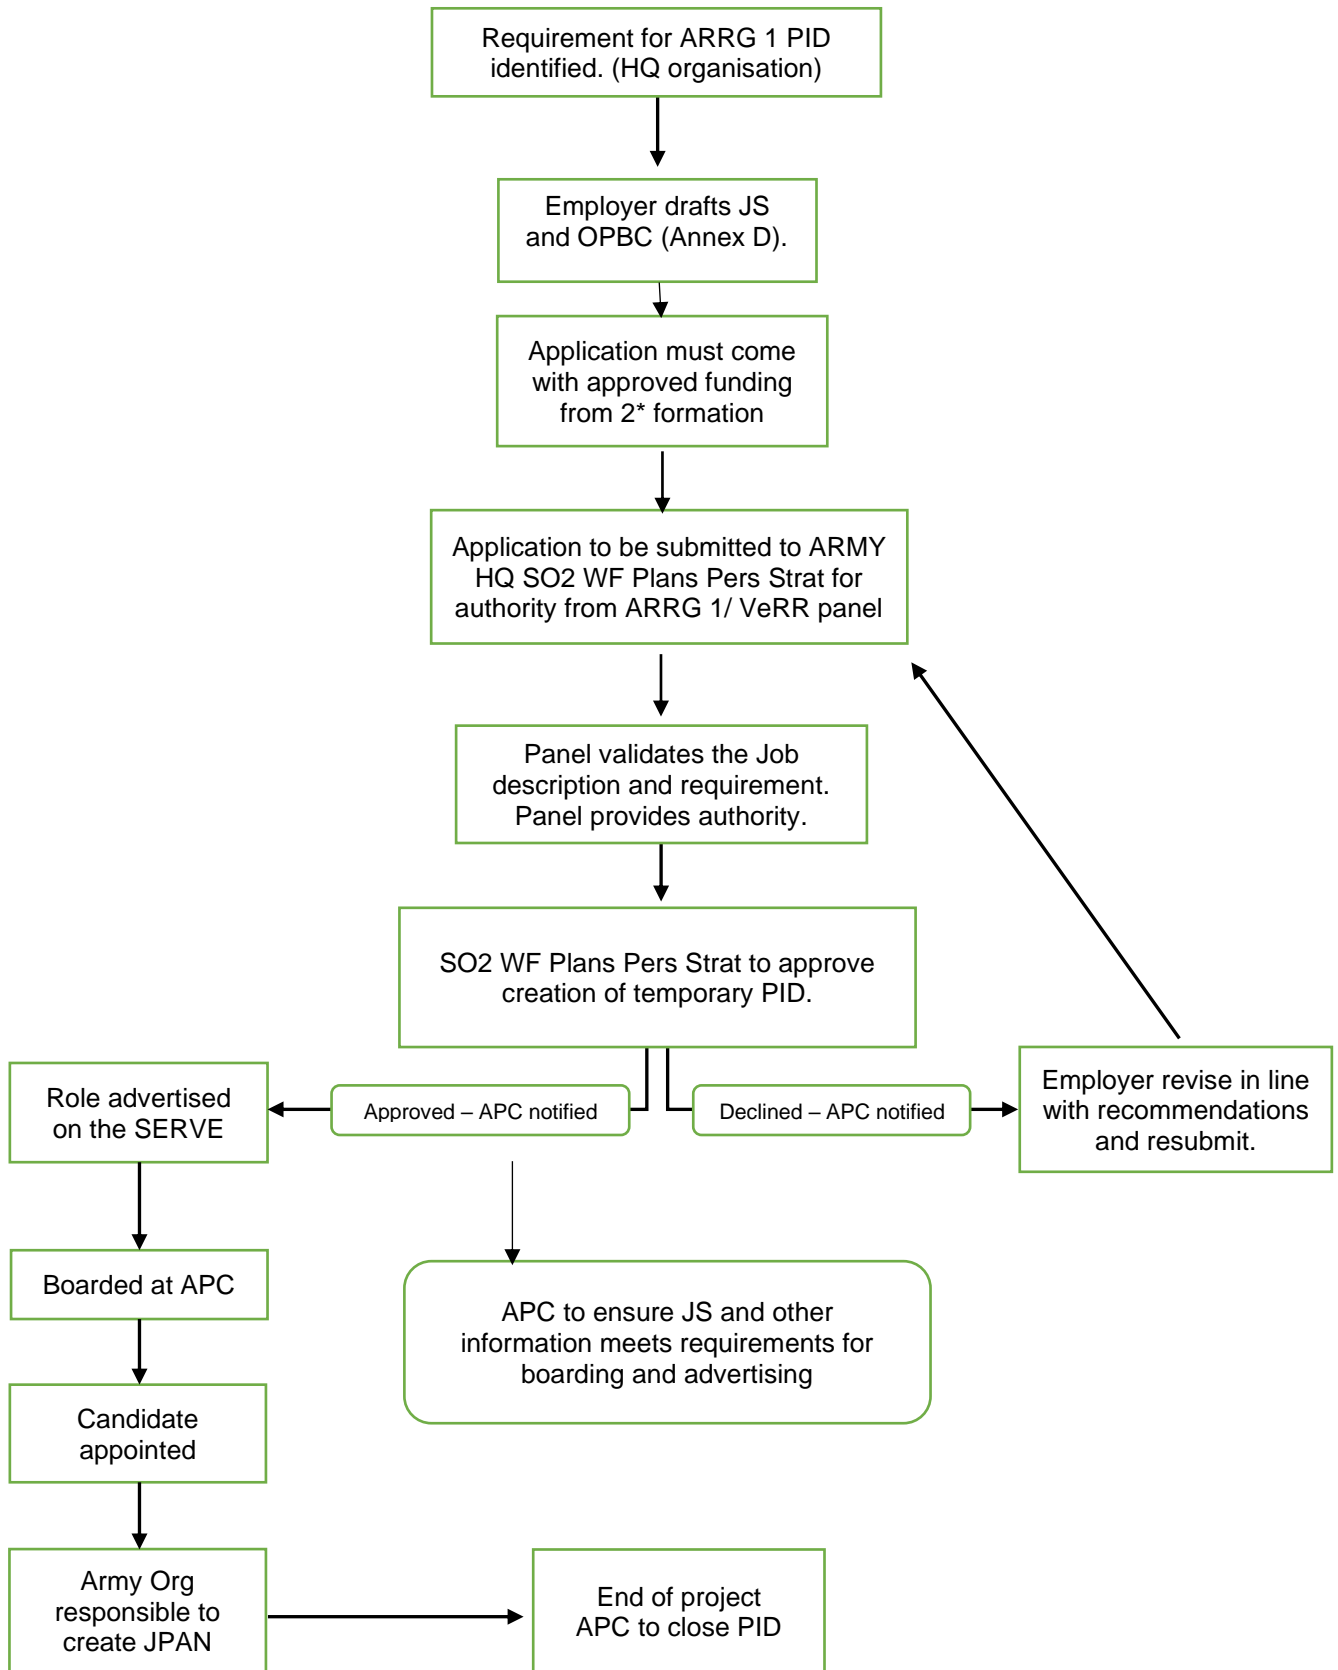 Requirement for ARRG 1 PID
identified. (HQ organisation)
Employer drafts JS
and OPBC (Annex D).
Application must come
with approved funding
from 2* formation
Application to be submitted to ARMY
HQ SO2 WF Plans Pers Strat for
authority from ARRG 1/ VeRR panel
Panel validates the Job
description and requirement.
Panel provides authority.
SO2 WF Plans Pers Strat to approve
creation of temporary PID.
Role advertised
on the SERVE
Approved – APC notified
Declined – APC notified
Employer revise in line
with recommendations
and resubmit.
Boarded at APC
APC to ensure JS and other
information meets requirements for
boarding and advertising
Candidate
appointed
Army Org
responsible to
create JPAN
End of project
APC to close PID